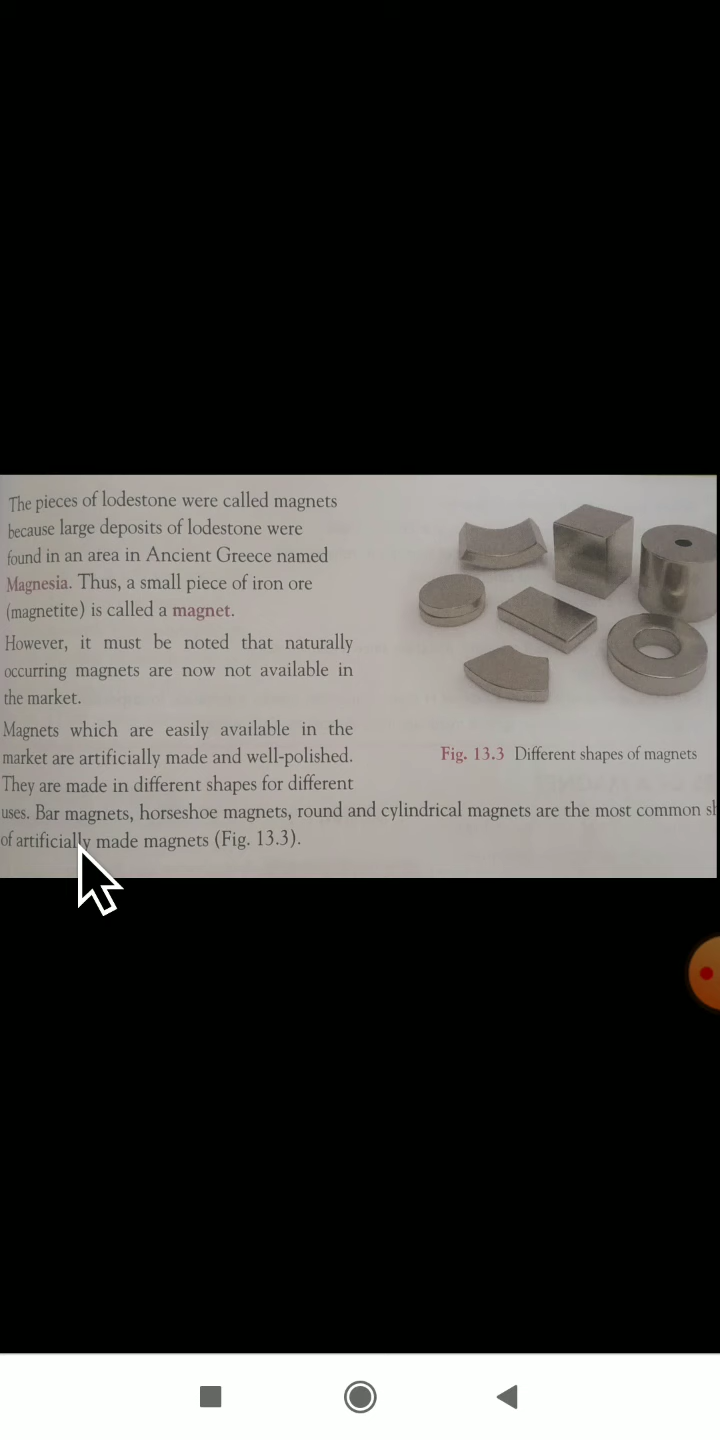 The pieces of lodestone were called magnets
because large deposits of lodestone were
found in an area in Ancient Greece named
Magnesia. Thus, a small piece of iron ore
(magnetite) is called a magnet.
However, it must be noted that naturally
occurring magnets are now not available in
the market.
Magnets which are easily available in the
market are artificially made and well-polished.
They are made in different shapes for different
uses. Bar magnets, horseshoe magnets, round and cylindrical magnets are the most common
of artificially made magnets (Fig. 13.3).
Fig. 13.3 Different shapes of magnets